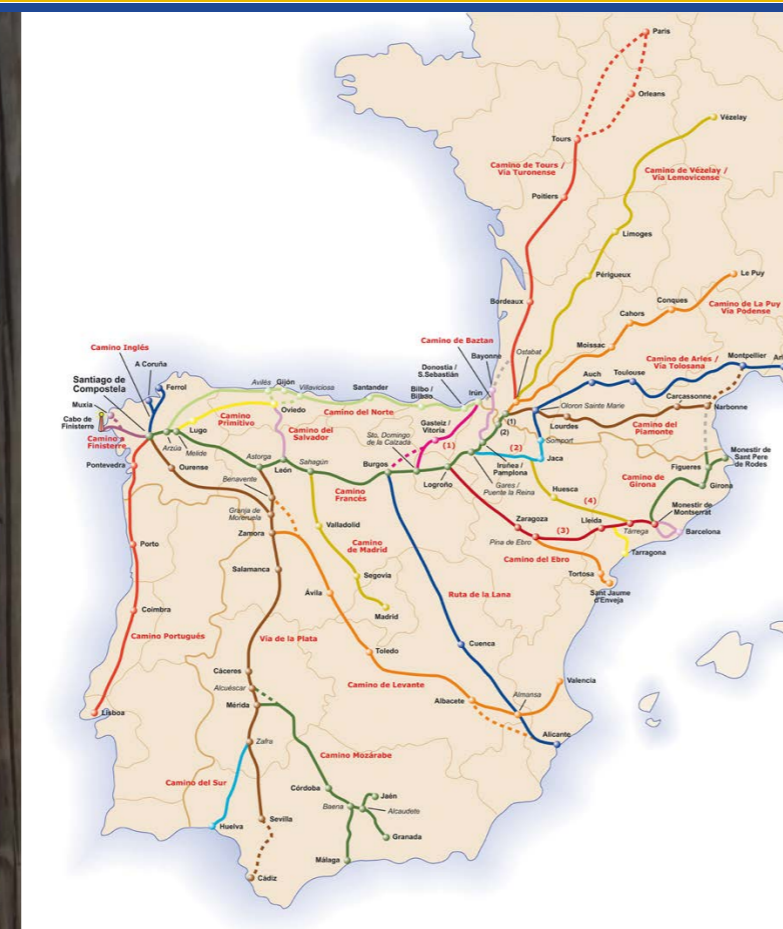 Paris
Orleans
Vézelay
Tours
Camino de Tours /
Vía Turonense
Camino de Vézelay /
Vía Lemovicense
Poitiers
Limoges
Périgueux
Le Puy
Conques
Bordeaux
Cahors
Camino de La Puy
Vía Podense
Moissac
Camino Inglés
Camino de Baztan
Ostabat
Bayonne
Camino de Arles /
Vía Tolosana
Montpellier
A Coruña
Donostia /
S.Sebastián
Auch
Toulouse
Santiago de
Compostela
Ferrol
Avilés
Gijón
Villaviciosa
Santander
Bilbo /
Bilbao
Irún
Carcassonne
Muxia
Oloron Sainte Marie
Narbonne
Cabo de
Finisterre
Lugo
Camino
Primitivo
Oviedo
Camino del Norte
Gasteiz /
Vitoria
(1)
Lourdes
Camino del
Piamonte
Camino a
Finisterre
Camino del
Salvador
Sto. Domingo
de la Calzada
(1)
(2)
(2)
Somport
Arzúa
Melide
Astorga
Sahagún
Jaca
Monestir de
Sant Pere
de Rodes
Pontevedra
Ourense
León
Burgos
Iruñea /
Pamplona
Figueres
Benavente
Logroño
Gares /
Puente la Reina
Huesca
Camino de
Girona
Girona
Camino
Francés
(4)
Granja de
Moreruela
Zaragoza
Lleida
Monestir de
Montserrat
Valladolid
(3)
Tárrega
Barcelona
Zamora
Pina de Ebro
Porto
Camino
de Madrid
Camino del Ebro
Tarragona
Salamanca
Segovia
Tortosa
Ávila
Ruta de la Lana
Sant Jaume
d'Enveja
Coimbra
Madrid
Camino Portugués
Vía de la Plata
Cuenca
Toledo
Cáceres
Valencia
Alcuéscar
Camino de Levante
Albacete
Almansa
Mérida
Lisboa
Alicante
Zafra
Camino Mozárabe
Camino del Sur
Córdoba
Jaén
Baena
Alcaudete
Huelva
Sevilla
Granada
Málaga
Cádiz